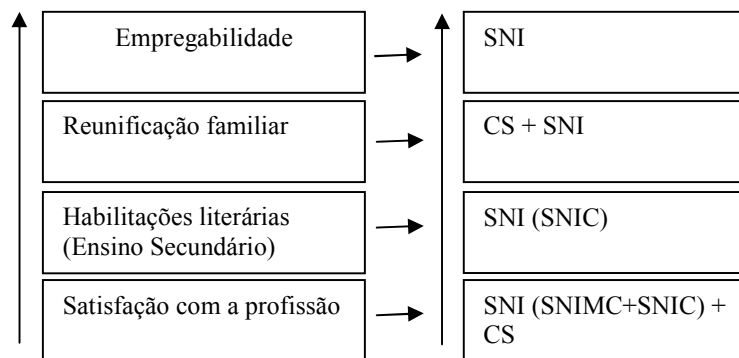 Empregabilidade
SNI
Reunificação familiar
CS + SNI
Habilitações literárias
(Ensino Secundário)
SNI (SNIC)
Satisfação com a profissão
SNI (SNIMC+SNIC) +
CS